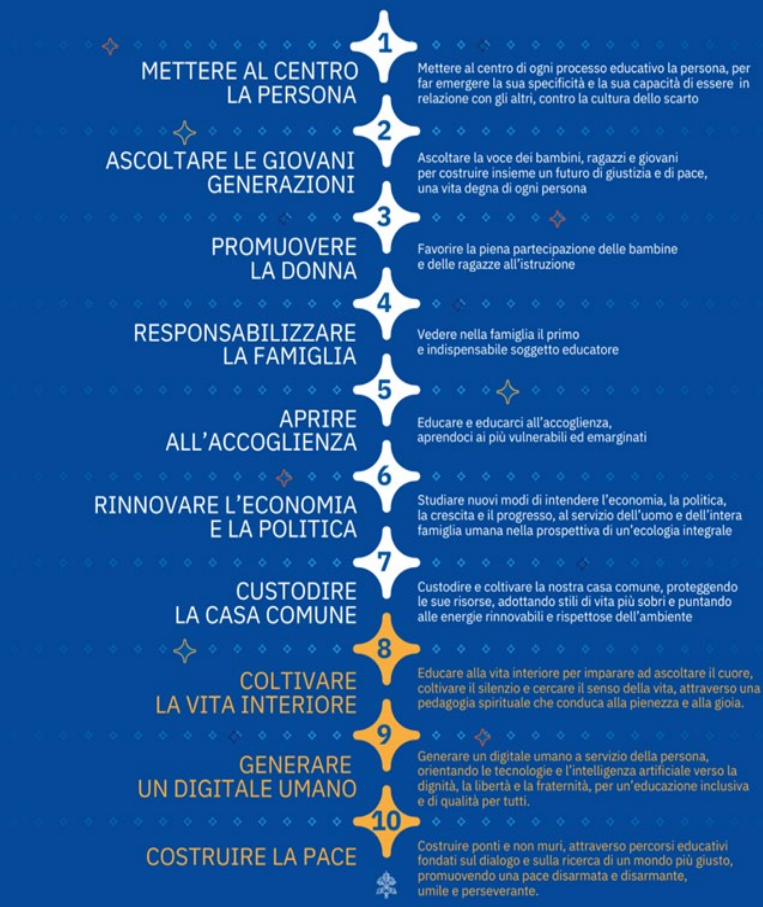 1
METTERE AL CENTRO
LA PERSONA
Mettere al centro di ogni processo educativo la persona, per
far emergere la sua specificità e la sua capacità di essere in
relazione con gli altri, contro la cultura dello scarto
2
ASCOLTARE LE GIOVANI
GENERAZIONI
Ascoltare la voce dei bambini, ragazzi e giovani
per costruire insieme un futuro di giustizia e di pace,
una vita degna di ogni persona
3
PROMUOVERE
LA DONNA
Favorire la piena partecipazione delle bambine
e delle ragazze all'istruzione
4
RESPONSABILIZZARE
LA FAMIGLIA
Vedere nella famiglia il primo
e indispensabile soggetto educatore
5
APRIRE
ALL'ACCOGLIENZA
Educare e educarci all'accoglienza,
aprendoci ai più vulnerabili ed emarginati
6
RINNOVARE L'ECONOMIA
E LA POLITICA
Studiare nuovi modi di intendere l'economia, la politica,
la crescita e il progresso, al servizio dell'uomo e dell'intera
famiglia umana nella prospettiva di un'ecologia integrale
7
CUSTODIRE
LA CASA COMUNE
Custodire e coltivare la nostra casa comune, proteggendo
le sue risorse, adottando stili di vita più sobri e puntando
alle energie rinnovabili e rispettose dell'ambiente
8
COLTIVARE
LA VITA INTERIORE
Educare alla vita interiore per imparare ad ascoltare il cuore,
coltivare il silenzio e cercare il senso della vita, attraverso una
pedagogia spirituale che conduca alla pienezza e alla gioia.
9
GENERARE
UN DIGITALE UMANO
Generare un digitale umano a servizio della persona,
orientando le tecnologie e l'intelligenza artificiale verso la
dignità, la libertà e la fraternità, per un'educazione inclusiva
e di qualità per tutti.
10
COSTRUIRE LA PACE
Costruire ponti e non muri, attraverso percorsi educativi
fondati sul dialogo e sulla ricerca di un mondo più giusto,
promuovendo una pace disarmata e disarmante,
umile e perseverante.